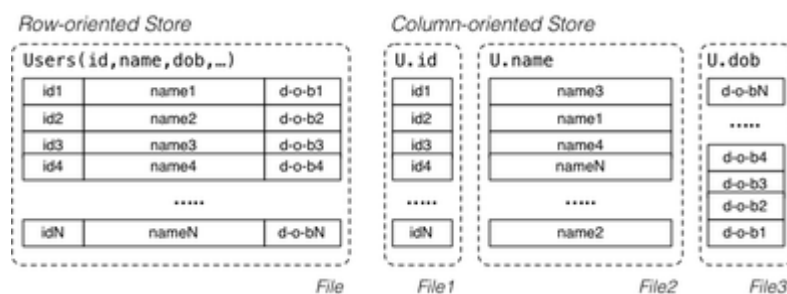 Row-oriented Store
Column-oriented Store
Users(id,name,dob,…)
id1 name1 d-o-b1
id2 name2 d-o-b2
id3 name3 d-o-b3
id4 name4 d-o-b4
.....
idN nameN d-o-bN
File
U.id
id1
id2
id3
id4
.....
idN
File1
U.name
name3
name1
name4
nameN
.....
name2
File2
U.dob
d-o-bN
.....
d-o-b4
d-o-b3
d-o-b2
d-o-b1
File3